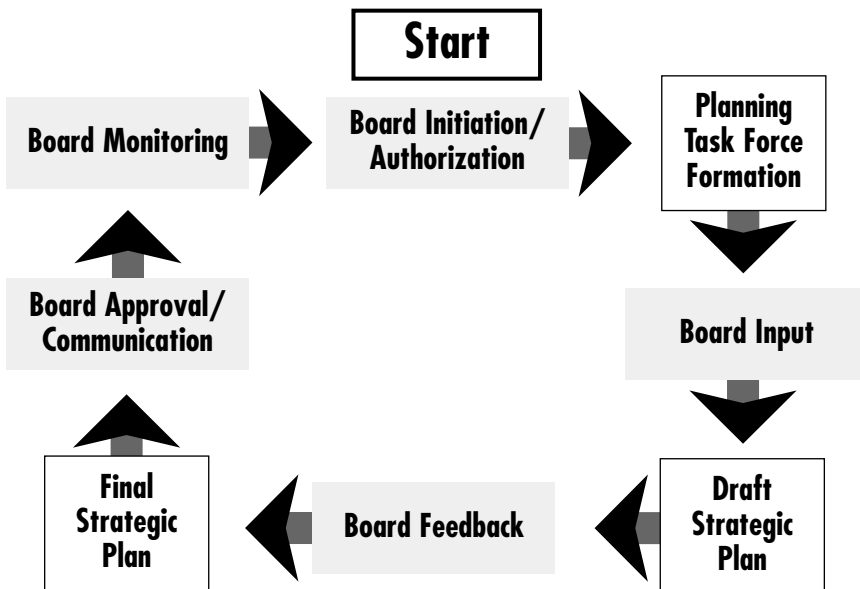 Start
Board Monitoring
Board Initiation/
Authorization
Planning
Task Force
Formation
Board Approval/
Communication
Board Input
Final
Strategic
Plan
Board Feedback
Draft
Strategic
Plan